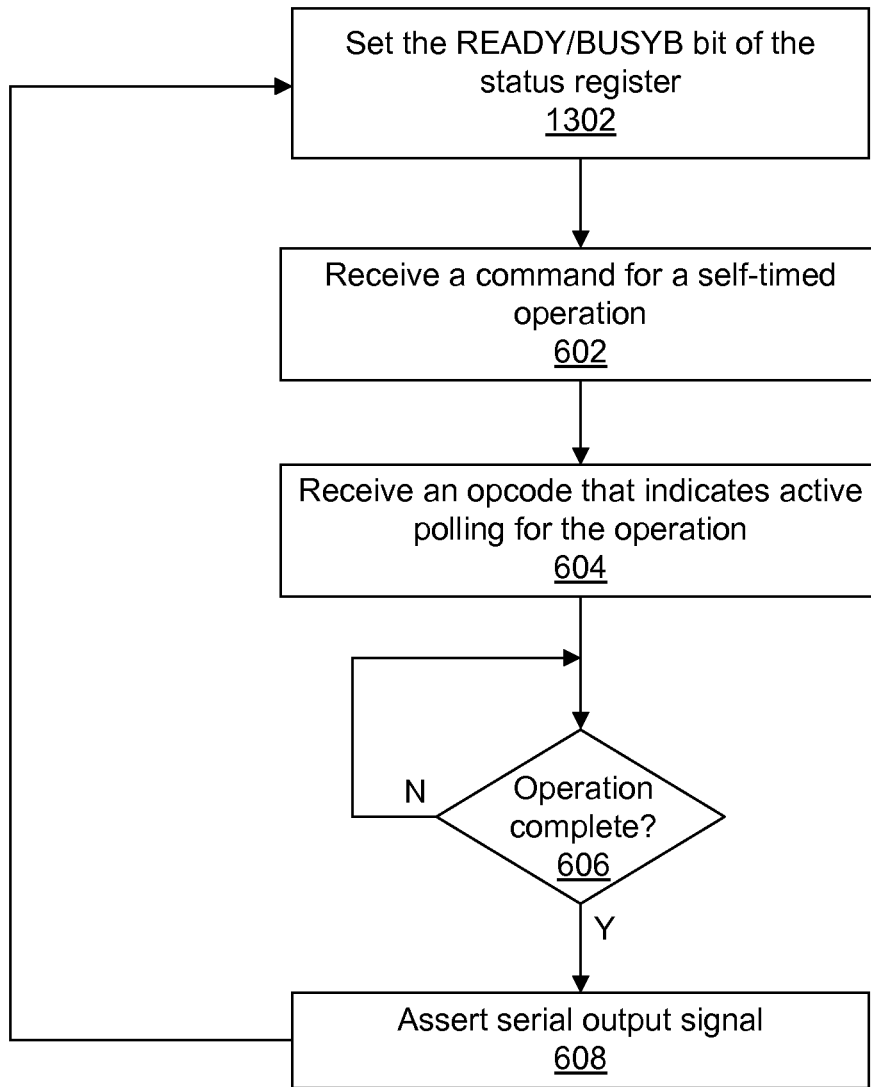 Set the READY/BUSYB bit of the
status register
1302
Receive a command for a self-timed
operation
602
Receive an opcode that indicates active
polling for the operation
604
N
Operation
complete?
606
Y
Assert serial output signal
608